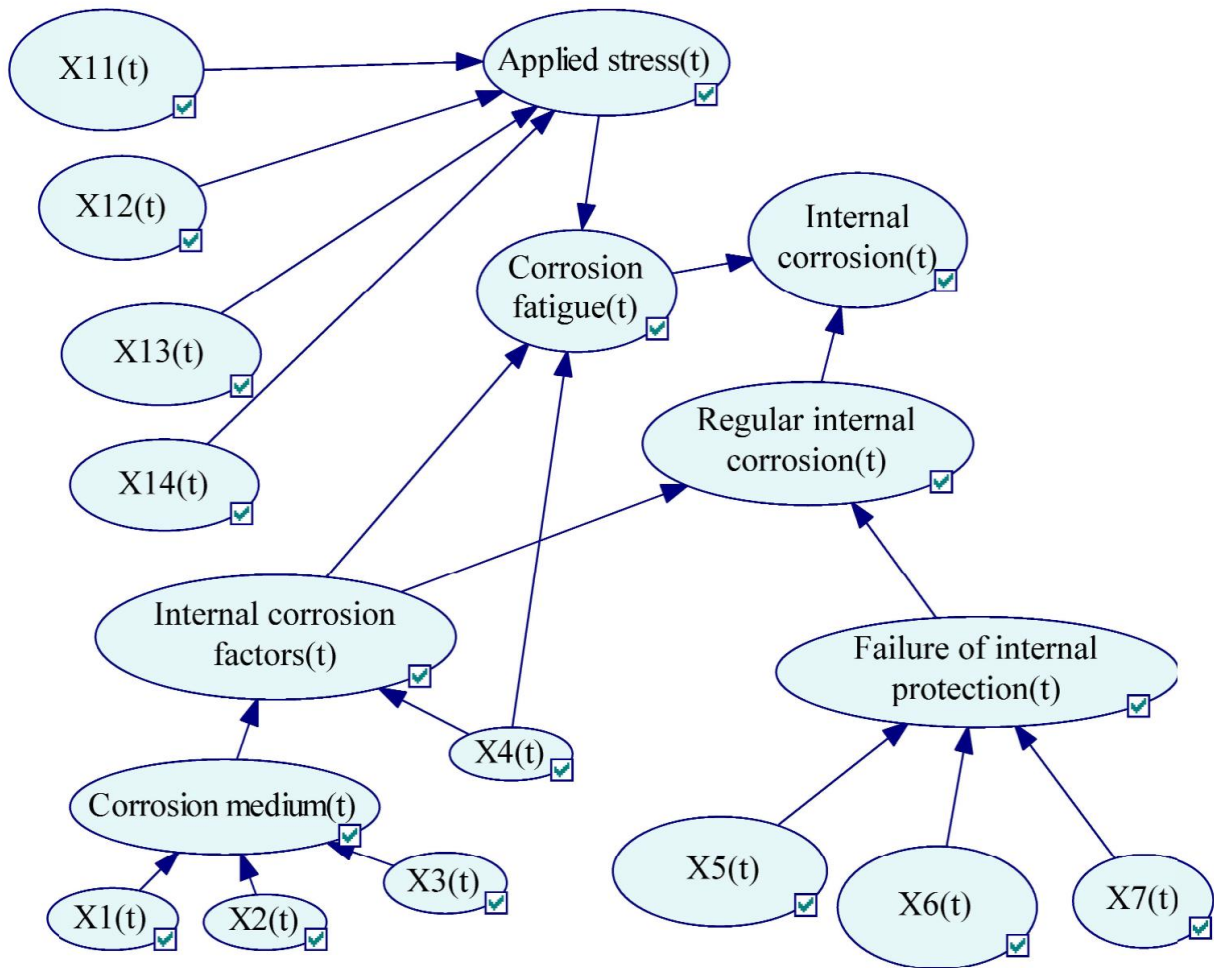 X11(t)
Applied stress(t)
X12(t)
Internal
corrosion(t)
Corrosion
fatigue(t)
X13(t)
Regular internal
corrosion(t)
X14(t)
Internal corrosion
factors(t)
Failure of internal
protection(t)
X4(t)
Corrosion medium(t)
X3(t)
X5(t)
X1(t)
X2(t)
X6(t)
X7(t)